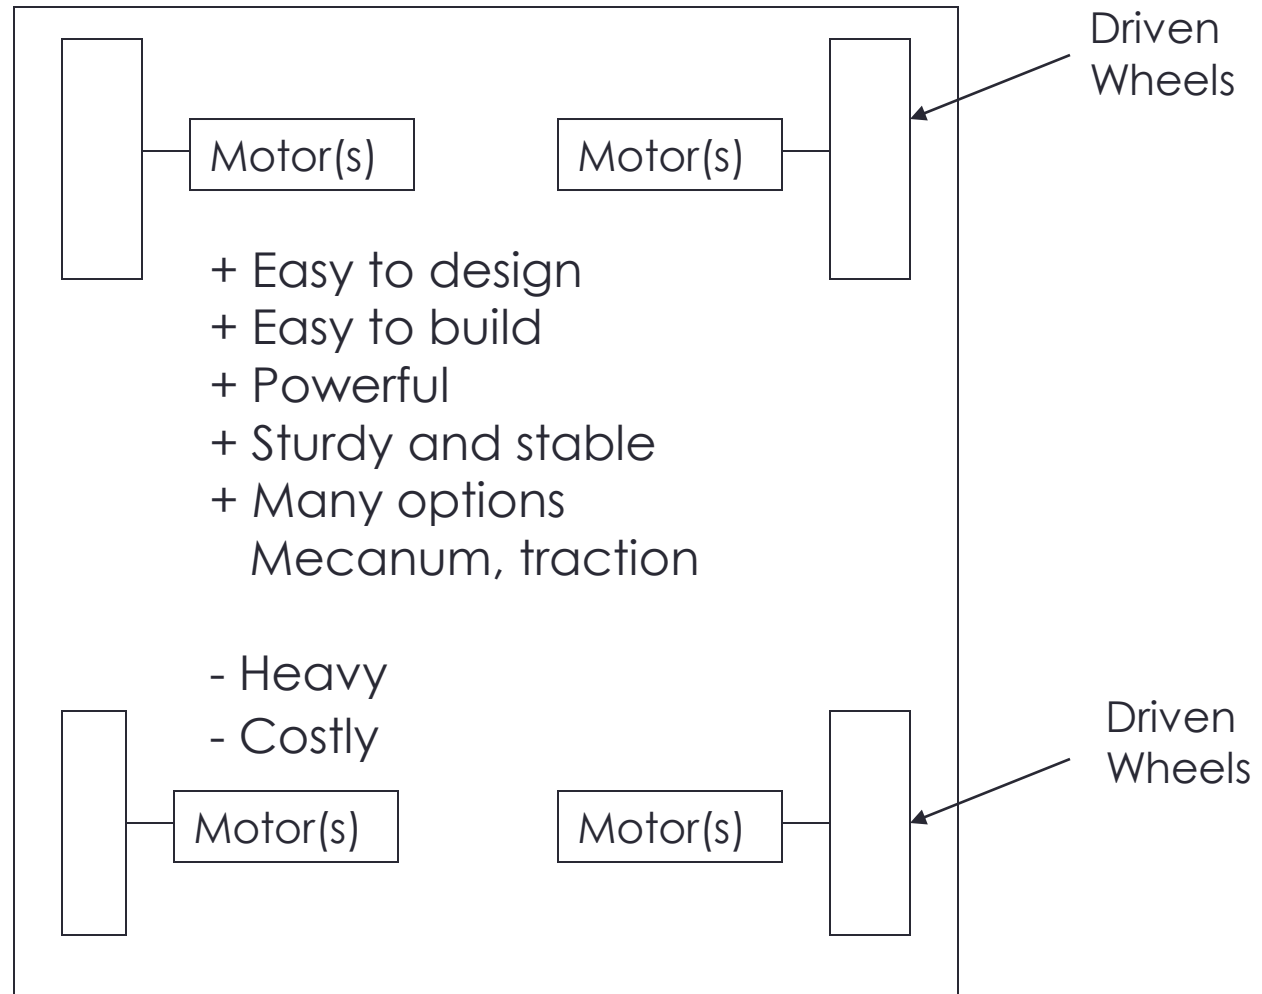 Driven
Wheels
Motor(s)
Motor(s)
+ Easy to design
+ Easy to build
+ Powerful
+ Sturdy and stable
+ Many options
Mecanum, traction
- Heavy
- Costly
Driven
Wheels
Motor(s)
Motor(s)